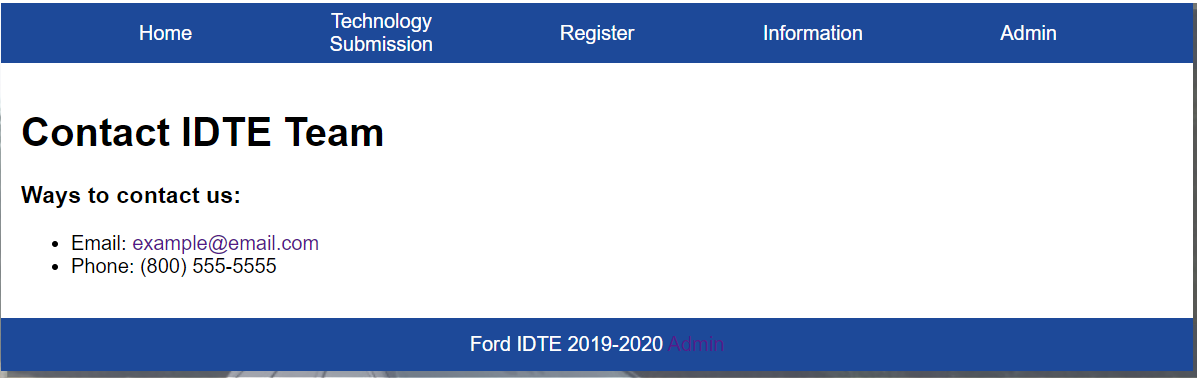 Home
Technology
Submission
Register
Information
Admin
Contact IDTE Team
Ways to contact us:
• Email: example@email.com
• Phone: (800) 555-5555
Ford IDTE 2019-2020 Admin